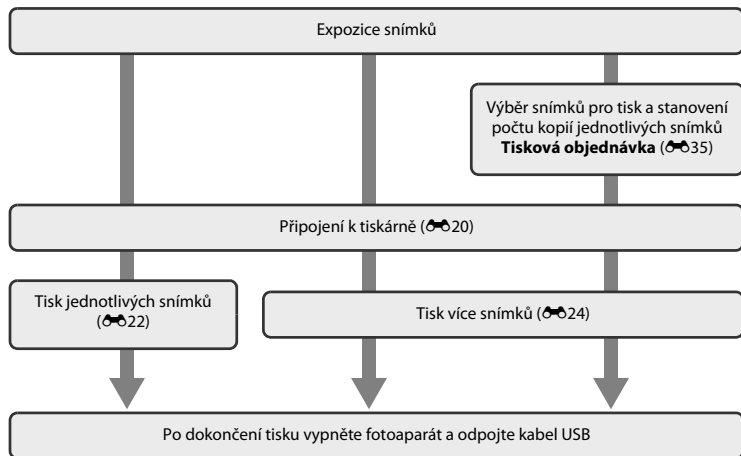 Expozice snímků
Výběr snímků pro tisk a stanovení
počtu kopií jednotlivých snímků
Tisková objednávka (35)
Připojení k tiskárně (20)
Tisk jednotlivých snímků
(22)
Tisk více snímků (24)
Po dokončení tisku vypněte fotoaparát a odpojte kabel USB